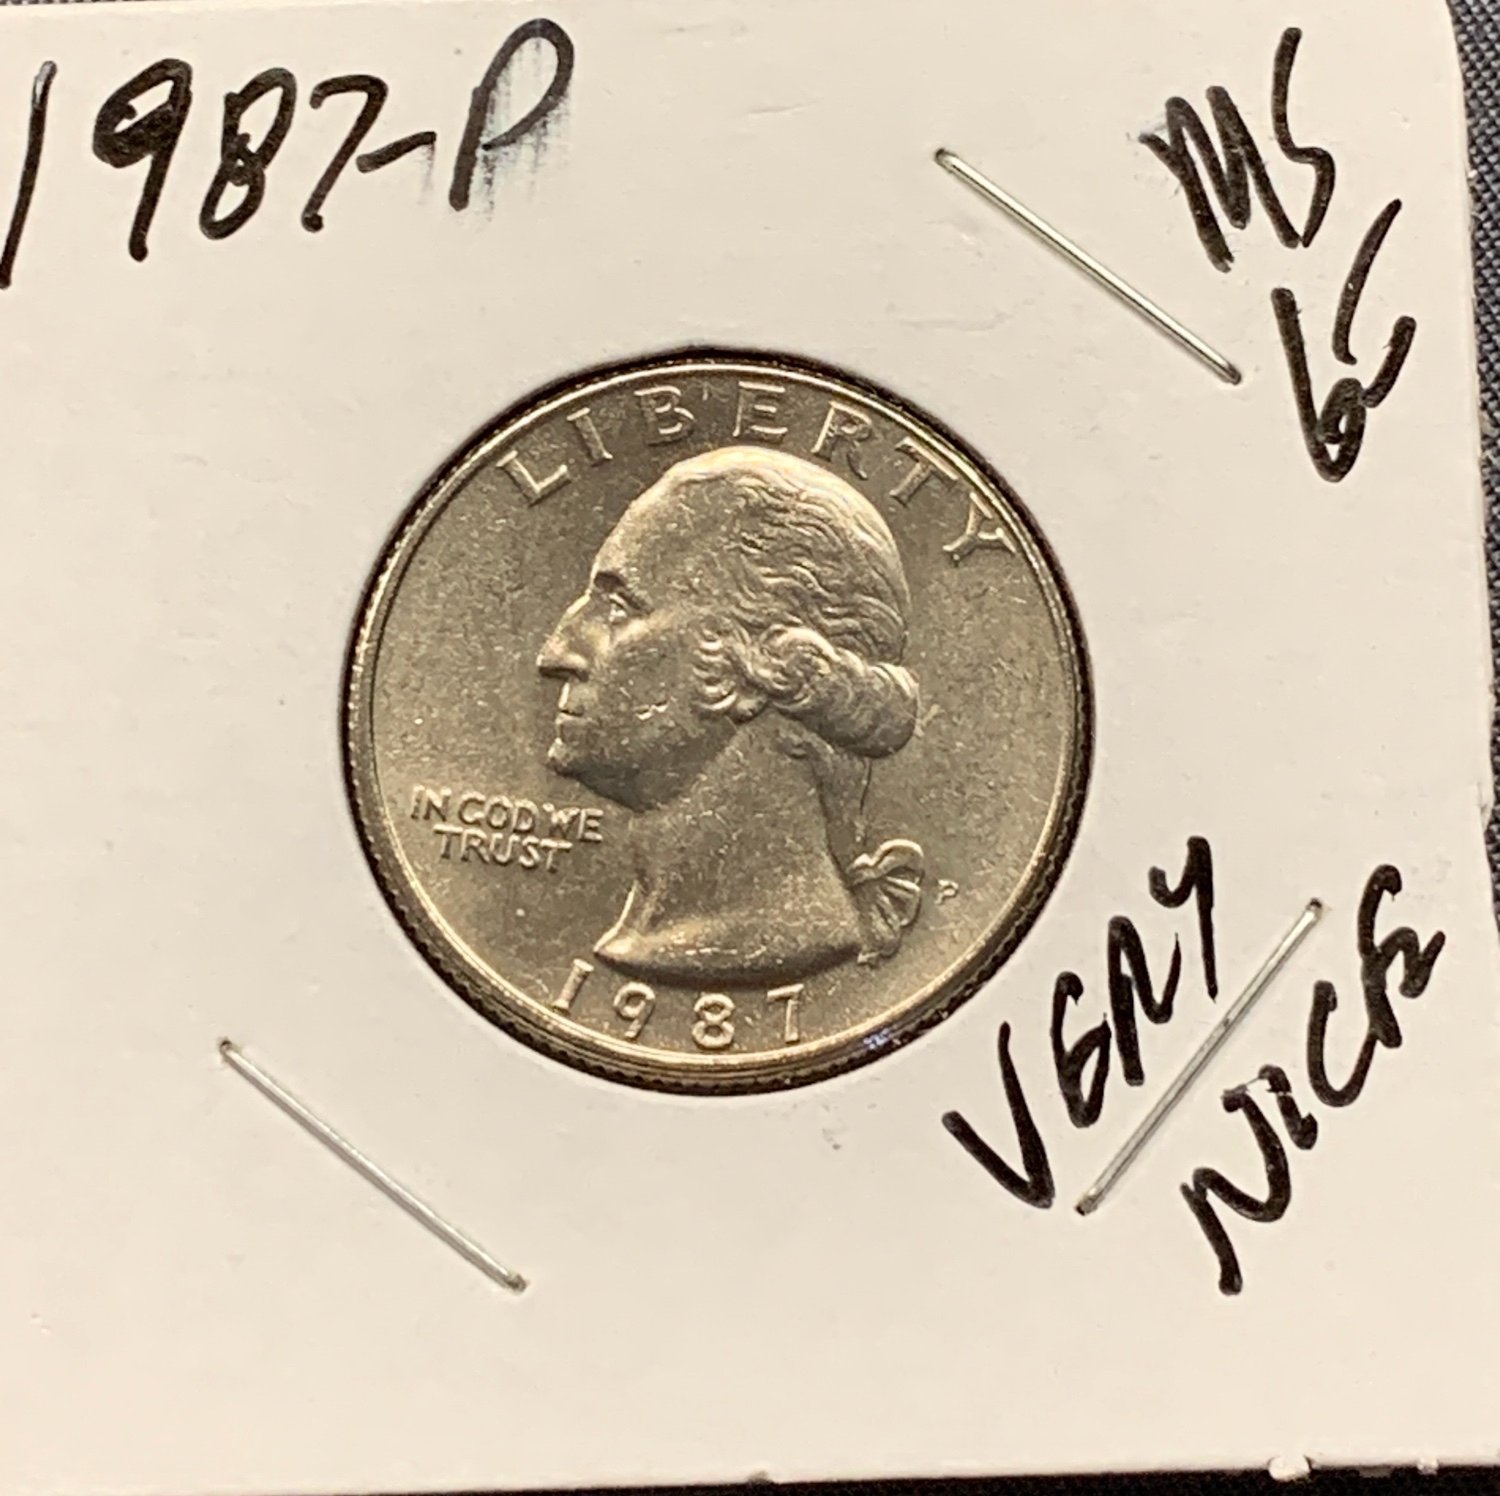 1987-P
MS
65
LIBERTY
IN GOD WE
TRUST
P
1987
VERY
NICE